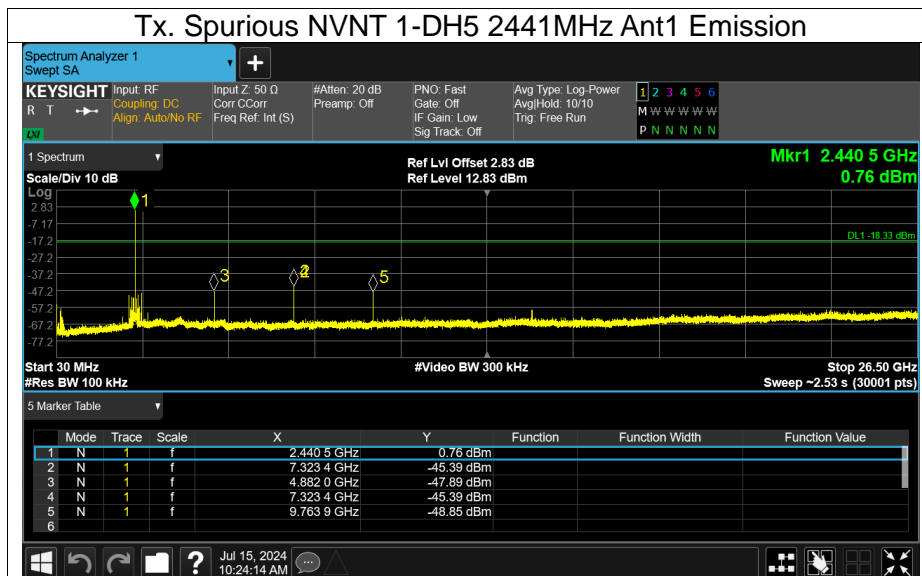 Tx. Spurious NVNT 1-DH5 2441MHz Ant1 Emission
Spectrum Analyzer 1
Swept SA
KEYSIGHT
R T
LXI
Input: RF
Coupling: DC
Align: Auto/No RF
Input Z: 50 Ω
Corr CCorr
Freq Ref: Int (S)
#Atten: 20 dB
Preamp: Off
PNO: Fast
Gate: Off
IF Gain: Low
Sig Track: Off
Avg Type: Log-Power
Avg|Hold: 10/10
Trig: Free Run
1 2 3 4 5 6
M W W W W W
P N N N N N
1 Spectrum
Scale/Div 10 dB
Ref Lvl Offset 2.83 dB
Ref Level 12.83 dBm
Mkr1 2.440 5 GHz
0.76 dBm
Log
2.83
-7.17
-17.2
-27.2
-37.2
-47.2
-57.2
-67.2
-77.2
1
3
5
DL1 -18.33 dBm
Start 30 MHz
#Res BW 100 kHz
#Video BW 300 kHz
Stop 26.50 GHz
Sweep ~2.53 s (30001 pts)
5 Marker Table
Mode Trace Scale X Y Function Function Width Function Value
1 N 1 f 2.440 5 GHz 0.76 dBm
2 N 1 f 7.323 4 GHz -45.39 dBm
3 N 1 f 4.882 0 GHz -47.89 dBm
4 N 1 f 7.323 4 GHz -45.39 dBm
5 N 1 f 9.763 9 GHz -48.85 dBm
6
?
Jul 15, 2024
10:24:14 AM